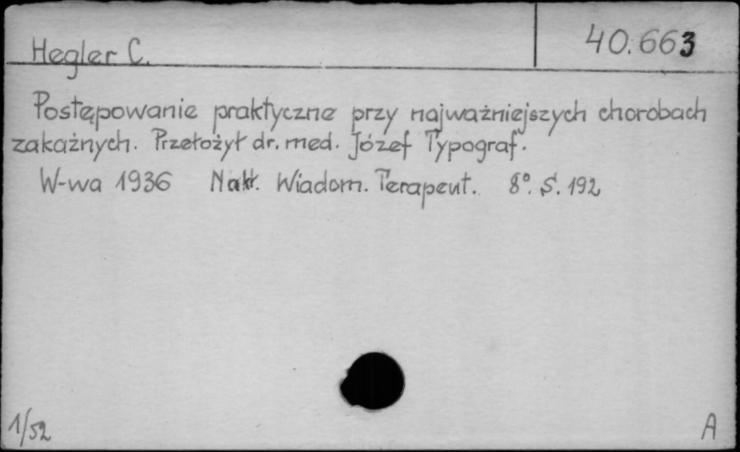 Hegler C.
40.663
Postępowanie praktyczne przy najważniejszych chorobach
zakaźnych. Przełożył dr. med. Józef Typograf.
W-wa 1936 Nakł. Wiadom. Terapeut. 8°. S. 192
1/52
A